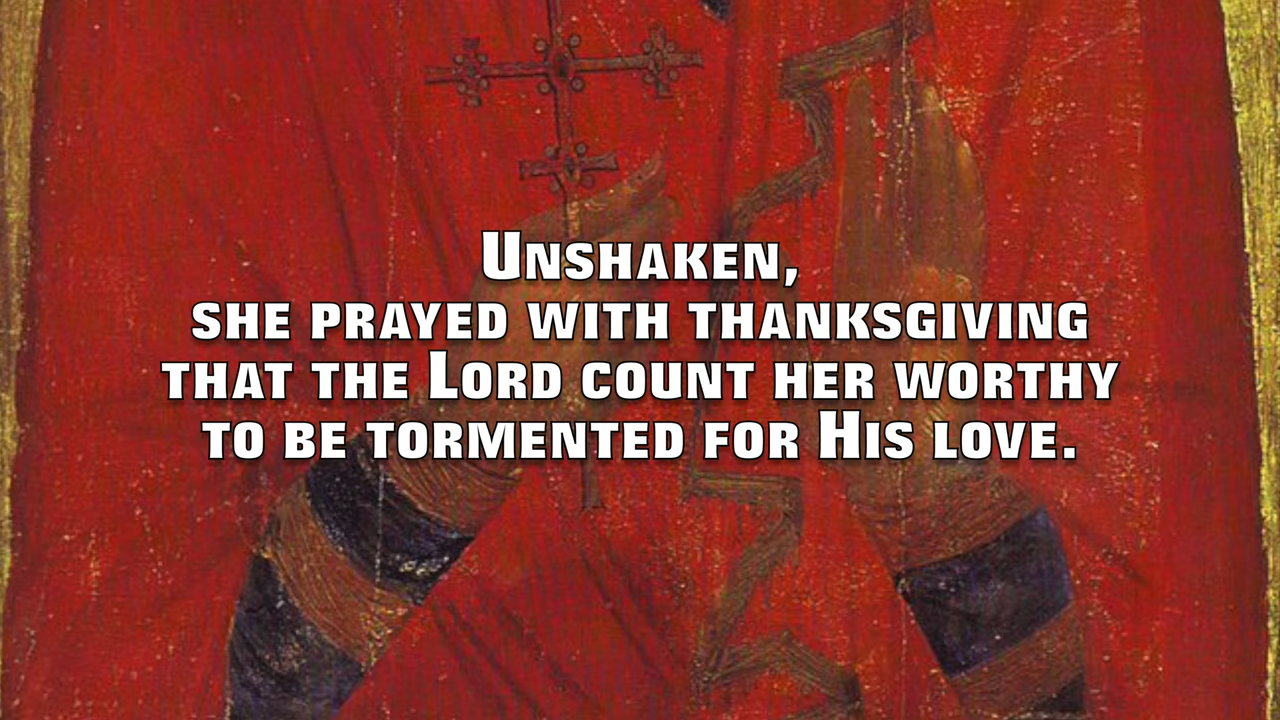 Unshaken,
she prayed with thanksgiving
that the Lord count her worthy
to be tormented for His love.